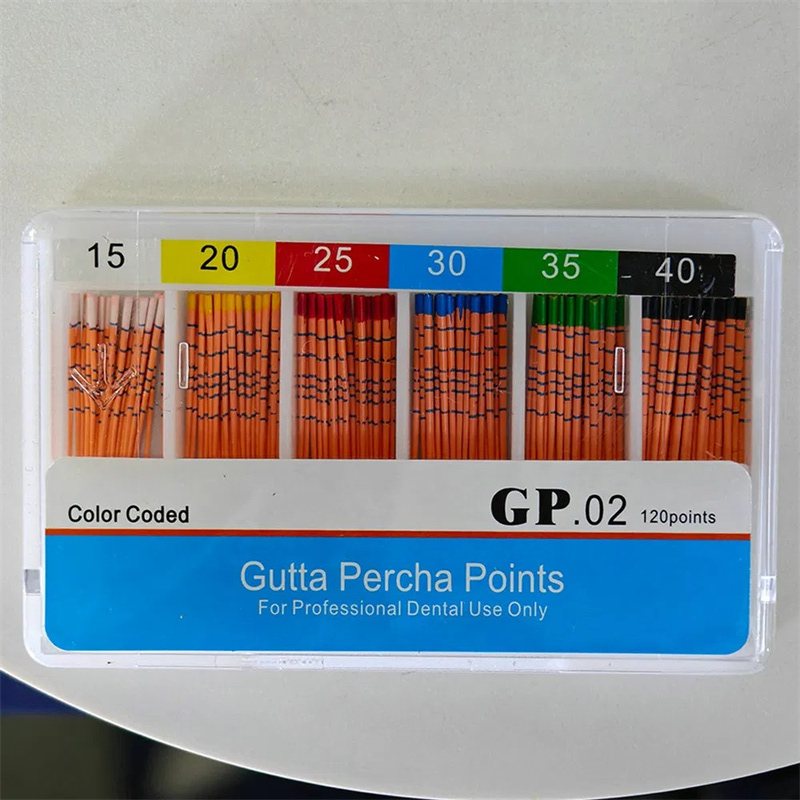 15 20 25 30 35 40
Color Coded GP.02 120points
Gutta Percha Points
For Professional Dental Use Only